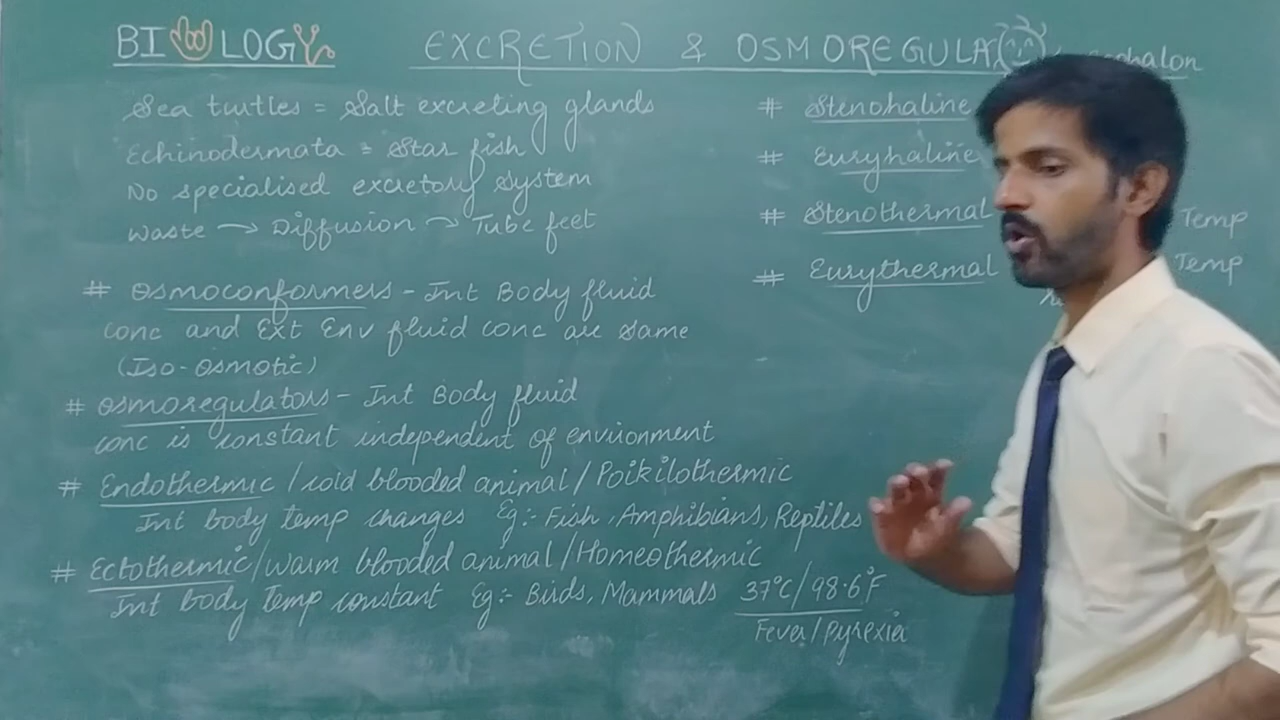 BIOLOGY
EXCRETION & OSMOREGULA
Sea turtles = Salt excreting glands
Echinodermata = Star fish
No specialised excretory system
Waste → Diffusion → Tube feet
# Osmoconformers - Int Body fluid
conc and Ext Env fluid conc are same
(Iso-osmotic)
# Osmoregulators - Int Body fluid
conc is constant independent of environment
# Endothermic / cold blooded animal / Poikilothermic
Int body temp changes Eg:- Fish, Amphibians, Reptiles
# Ectothermic / warm blooded animal / Homeothermic
Int body Temp constant Eg:- Birds, Mammals 37°C / 98.6°F
Fever / Pyrexia
# Stenohaline
# Euryhaline
# Stenothermal Temp
# Eurythermal Temp